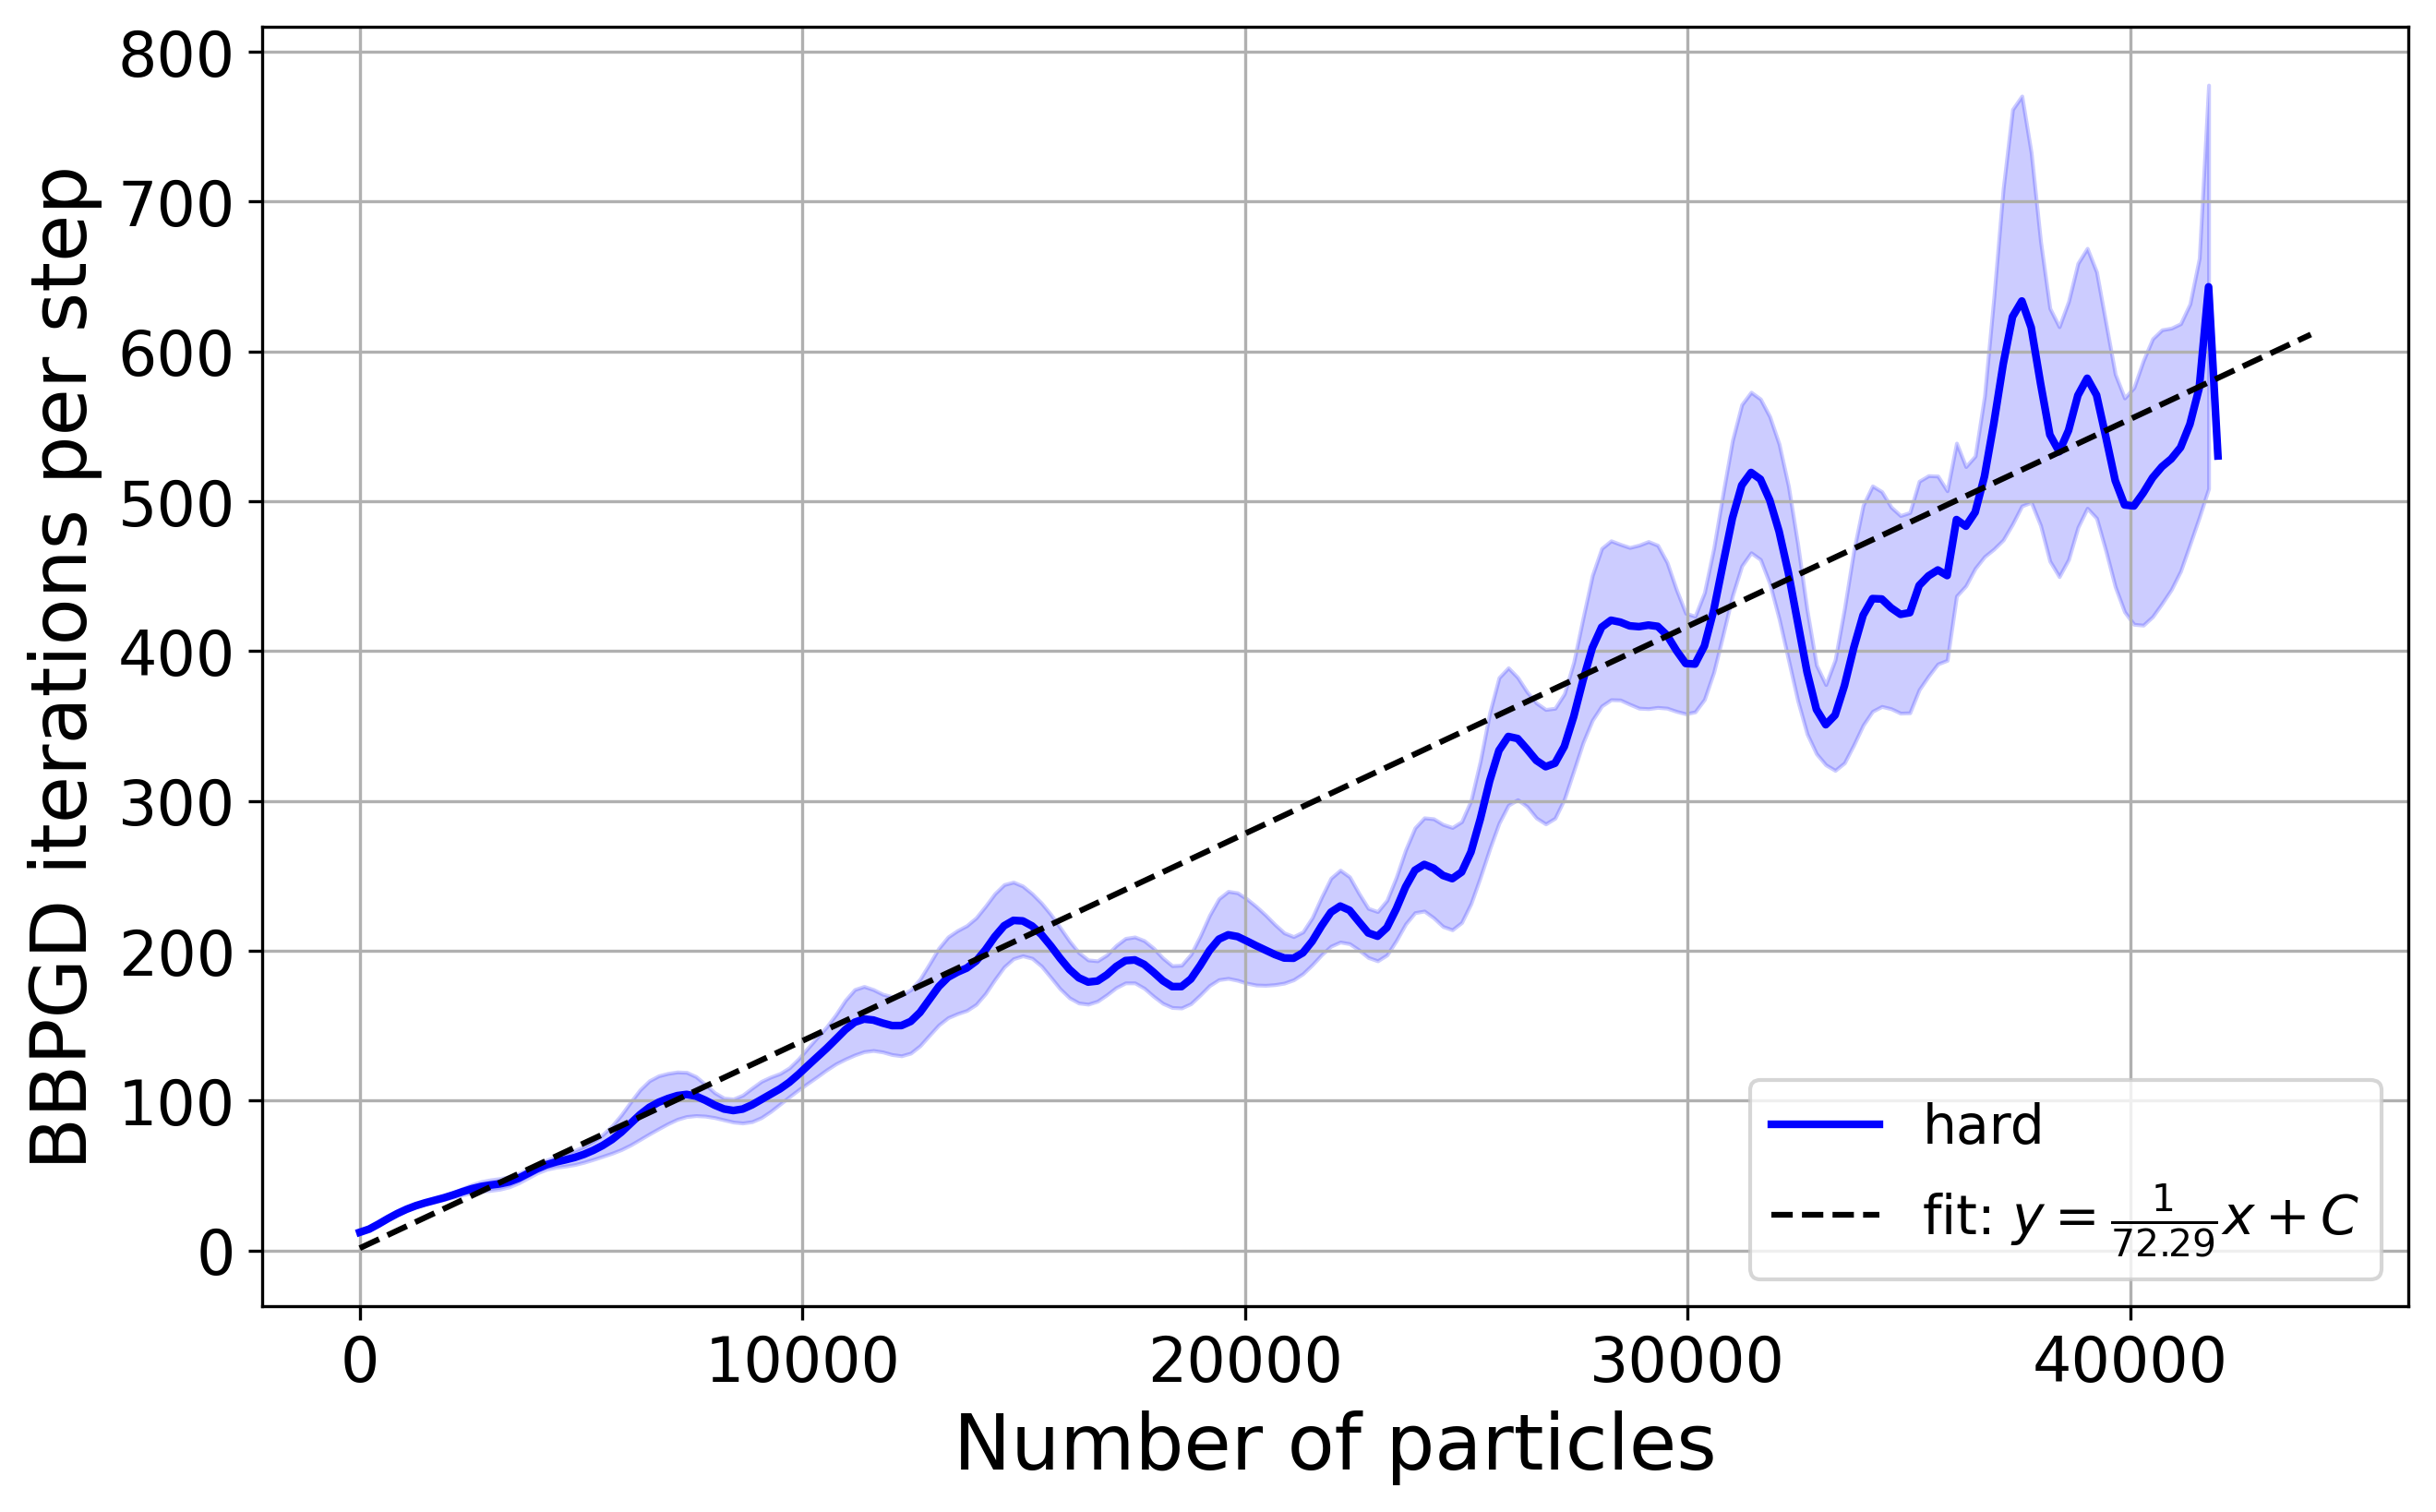 BBPGD iterations per step
800
700
600
500
400
300
200
100
0
0 10000 20000 30000 40000
Number of particles
hard
fit: $y = \frac{1}{72.29}x + C$